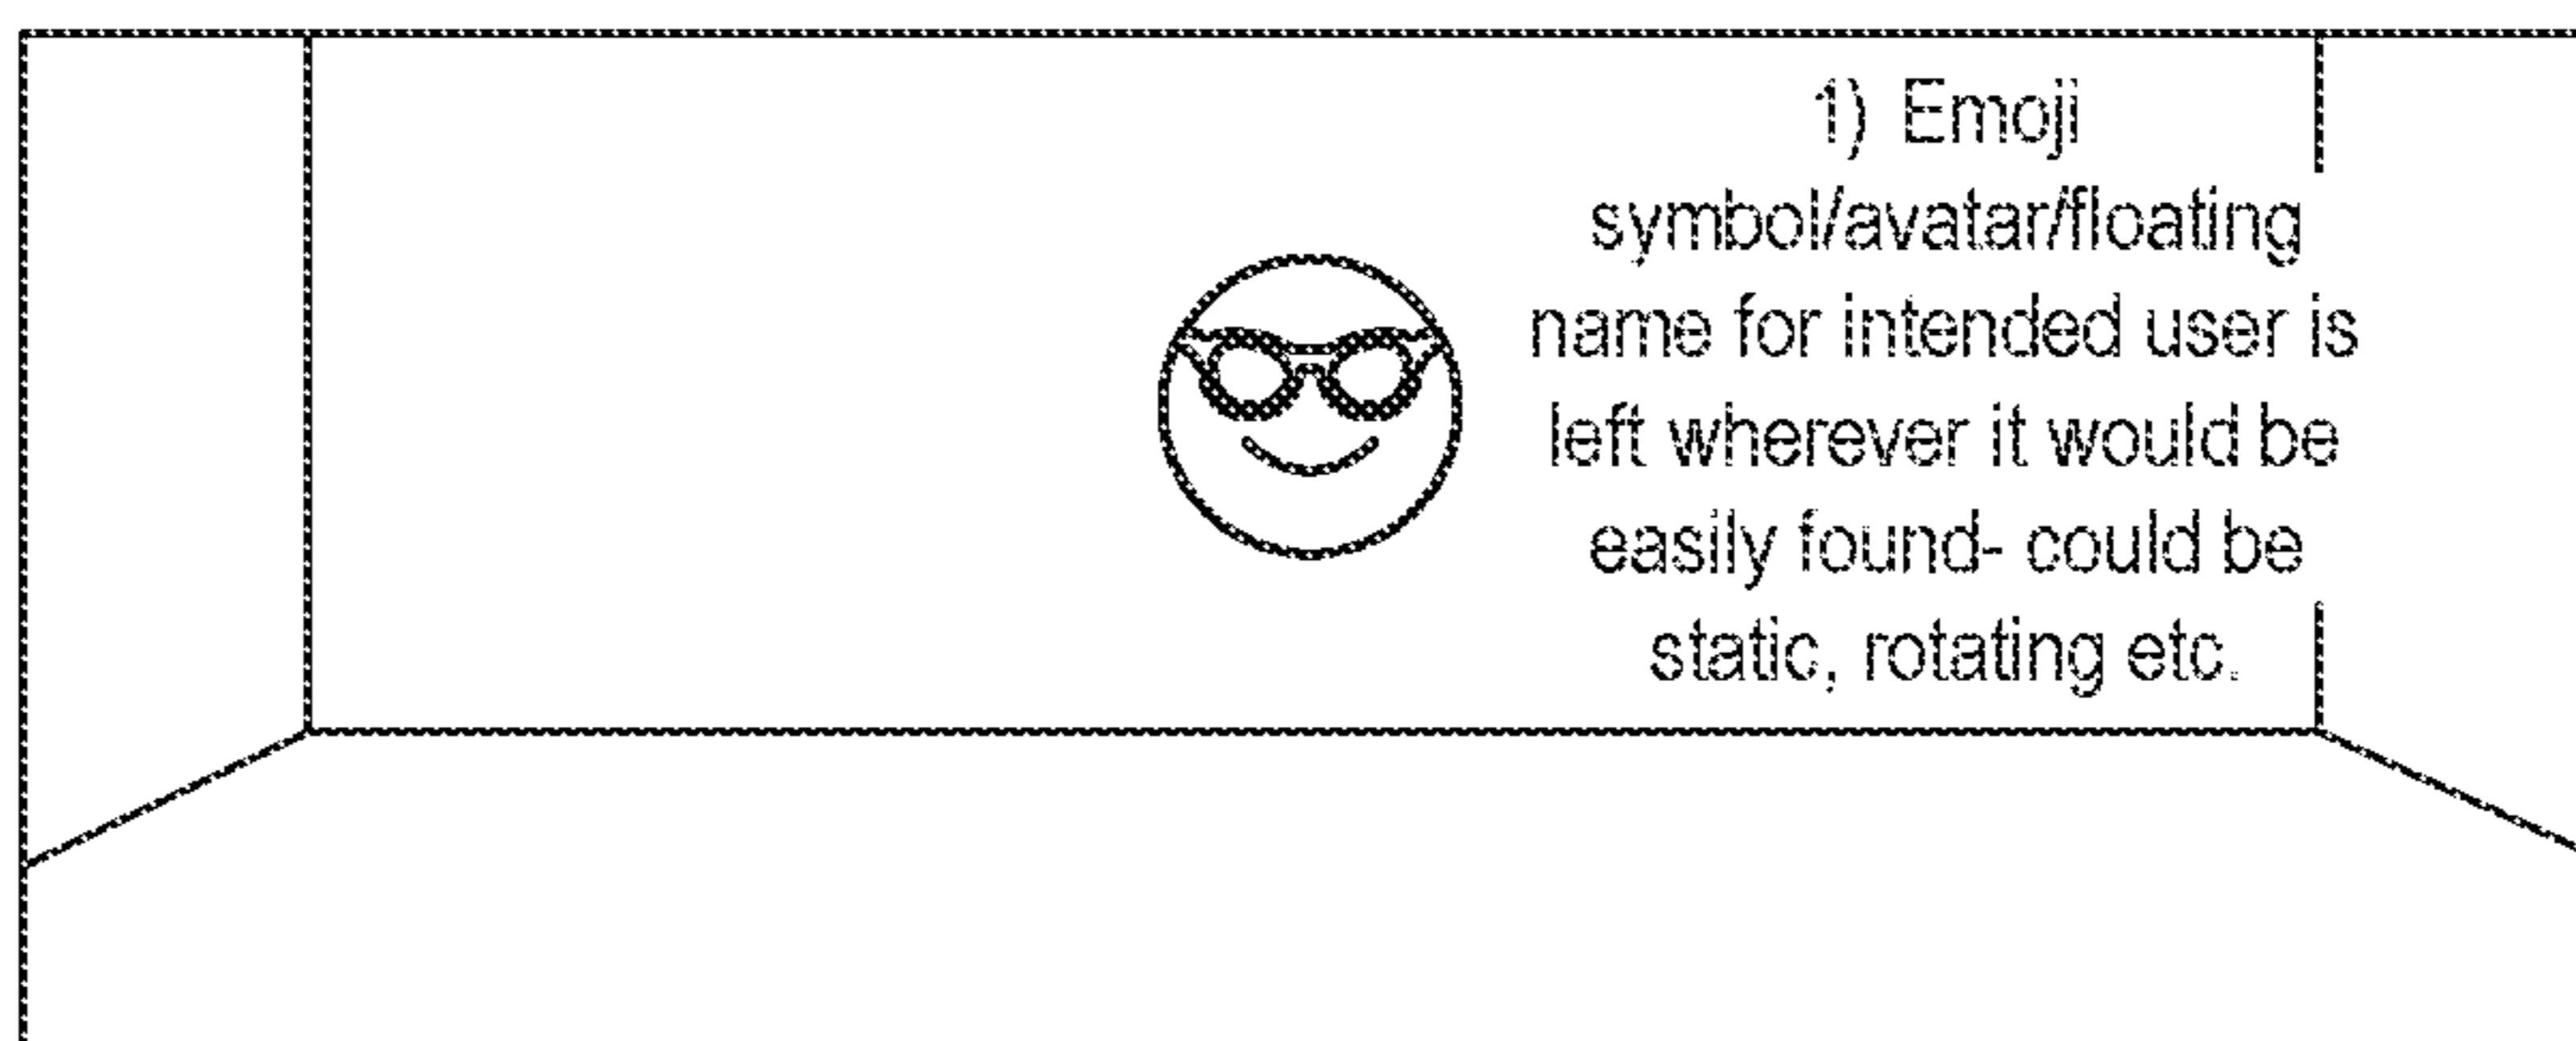 1) Emoji
symbol/avatar/floating
name for intended user is
left wherever it would be
easily found- could be
static, rotating etc.